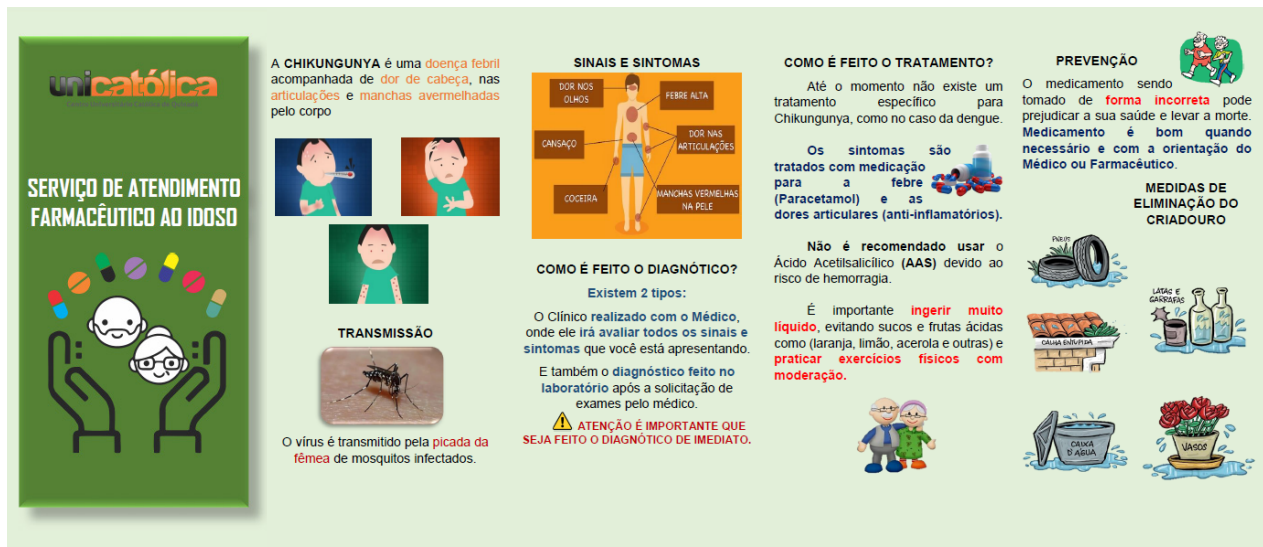 unicatólica
SERVIÇO DE ATENDIMENTO
FARMACÊUTICO AO IDOSO
A CHIKUNGUNYA é uma doença febril
acompanhada de dor de cabeça, nas
articulações e manchas avermelhadas
pelo corpo
TRANSMISSÃO
O vírus é transmitido pela picada da
fêmea de mosquitos infectados.
SINAIS E SINTOMAS
DOR NOS
OLHOS
FEBRE ALTA
CANSAÇO
DOR NAS
ARTICULAÇÕES
COCEIRA
MANCHAS VERMELHAS
NA PELE
COMO É FEITO O DIAGNÓTICO?
Existem 2 tipos:
O Clínico realizado com o Médico,
onde ele irá avaliar todos os sinais e
sintomas que você está apresentando.
E também o diagnóstico feito no
laboratório após a solicitação de
exames pelo médico.
ATENÇÃO É IMPORTANTE QUE
SEJA FEITO O DIAGNÓTICO DE IMEDIATO.
COMO É FEITO O TRATAMENTO?
Até o momento não existe um
tratamento específico para
Chikungunya, como no caso da dengue.
Os sintomas são
tratados com medicação
para a febre
(Paracetamol) e as
dores articulares (anti-inflamatórios).
Não é recomendado usar o
Ácido Acetilsalicílico (AAS) devido ao
risco de hemorragia.
É importante ingerir muito
líquido, evitando sucos e frutas ácidas
como (laranja, limão, acerola e outras) e
praticar exercícios físicos com
moderação.
PREVENÇÃO
O medicamento sendo
tomado de forma incorreta pode
prejudicar a sua saúde e levar a morte.
Medicamento é bom quando
necessário e com a orientação do
Médico ou Farmacêutico.
MEDIDAS DE
ELIMINAÇÃO DO
CRIADOURO
PNEUS
LATAS E
GARRAFAS
CALHA ENTUPIDA
CAIXA
D'AGUA
VASOS